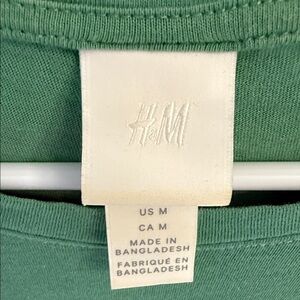 H&M
US M
CA M
MADE IN
BANGLADESH
FABRIQUÉ EN
BANGLADESH